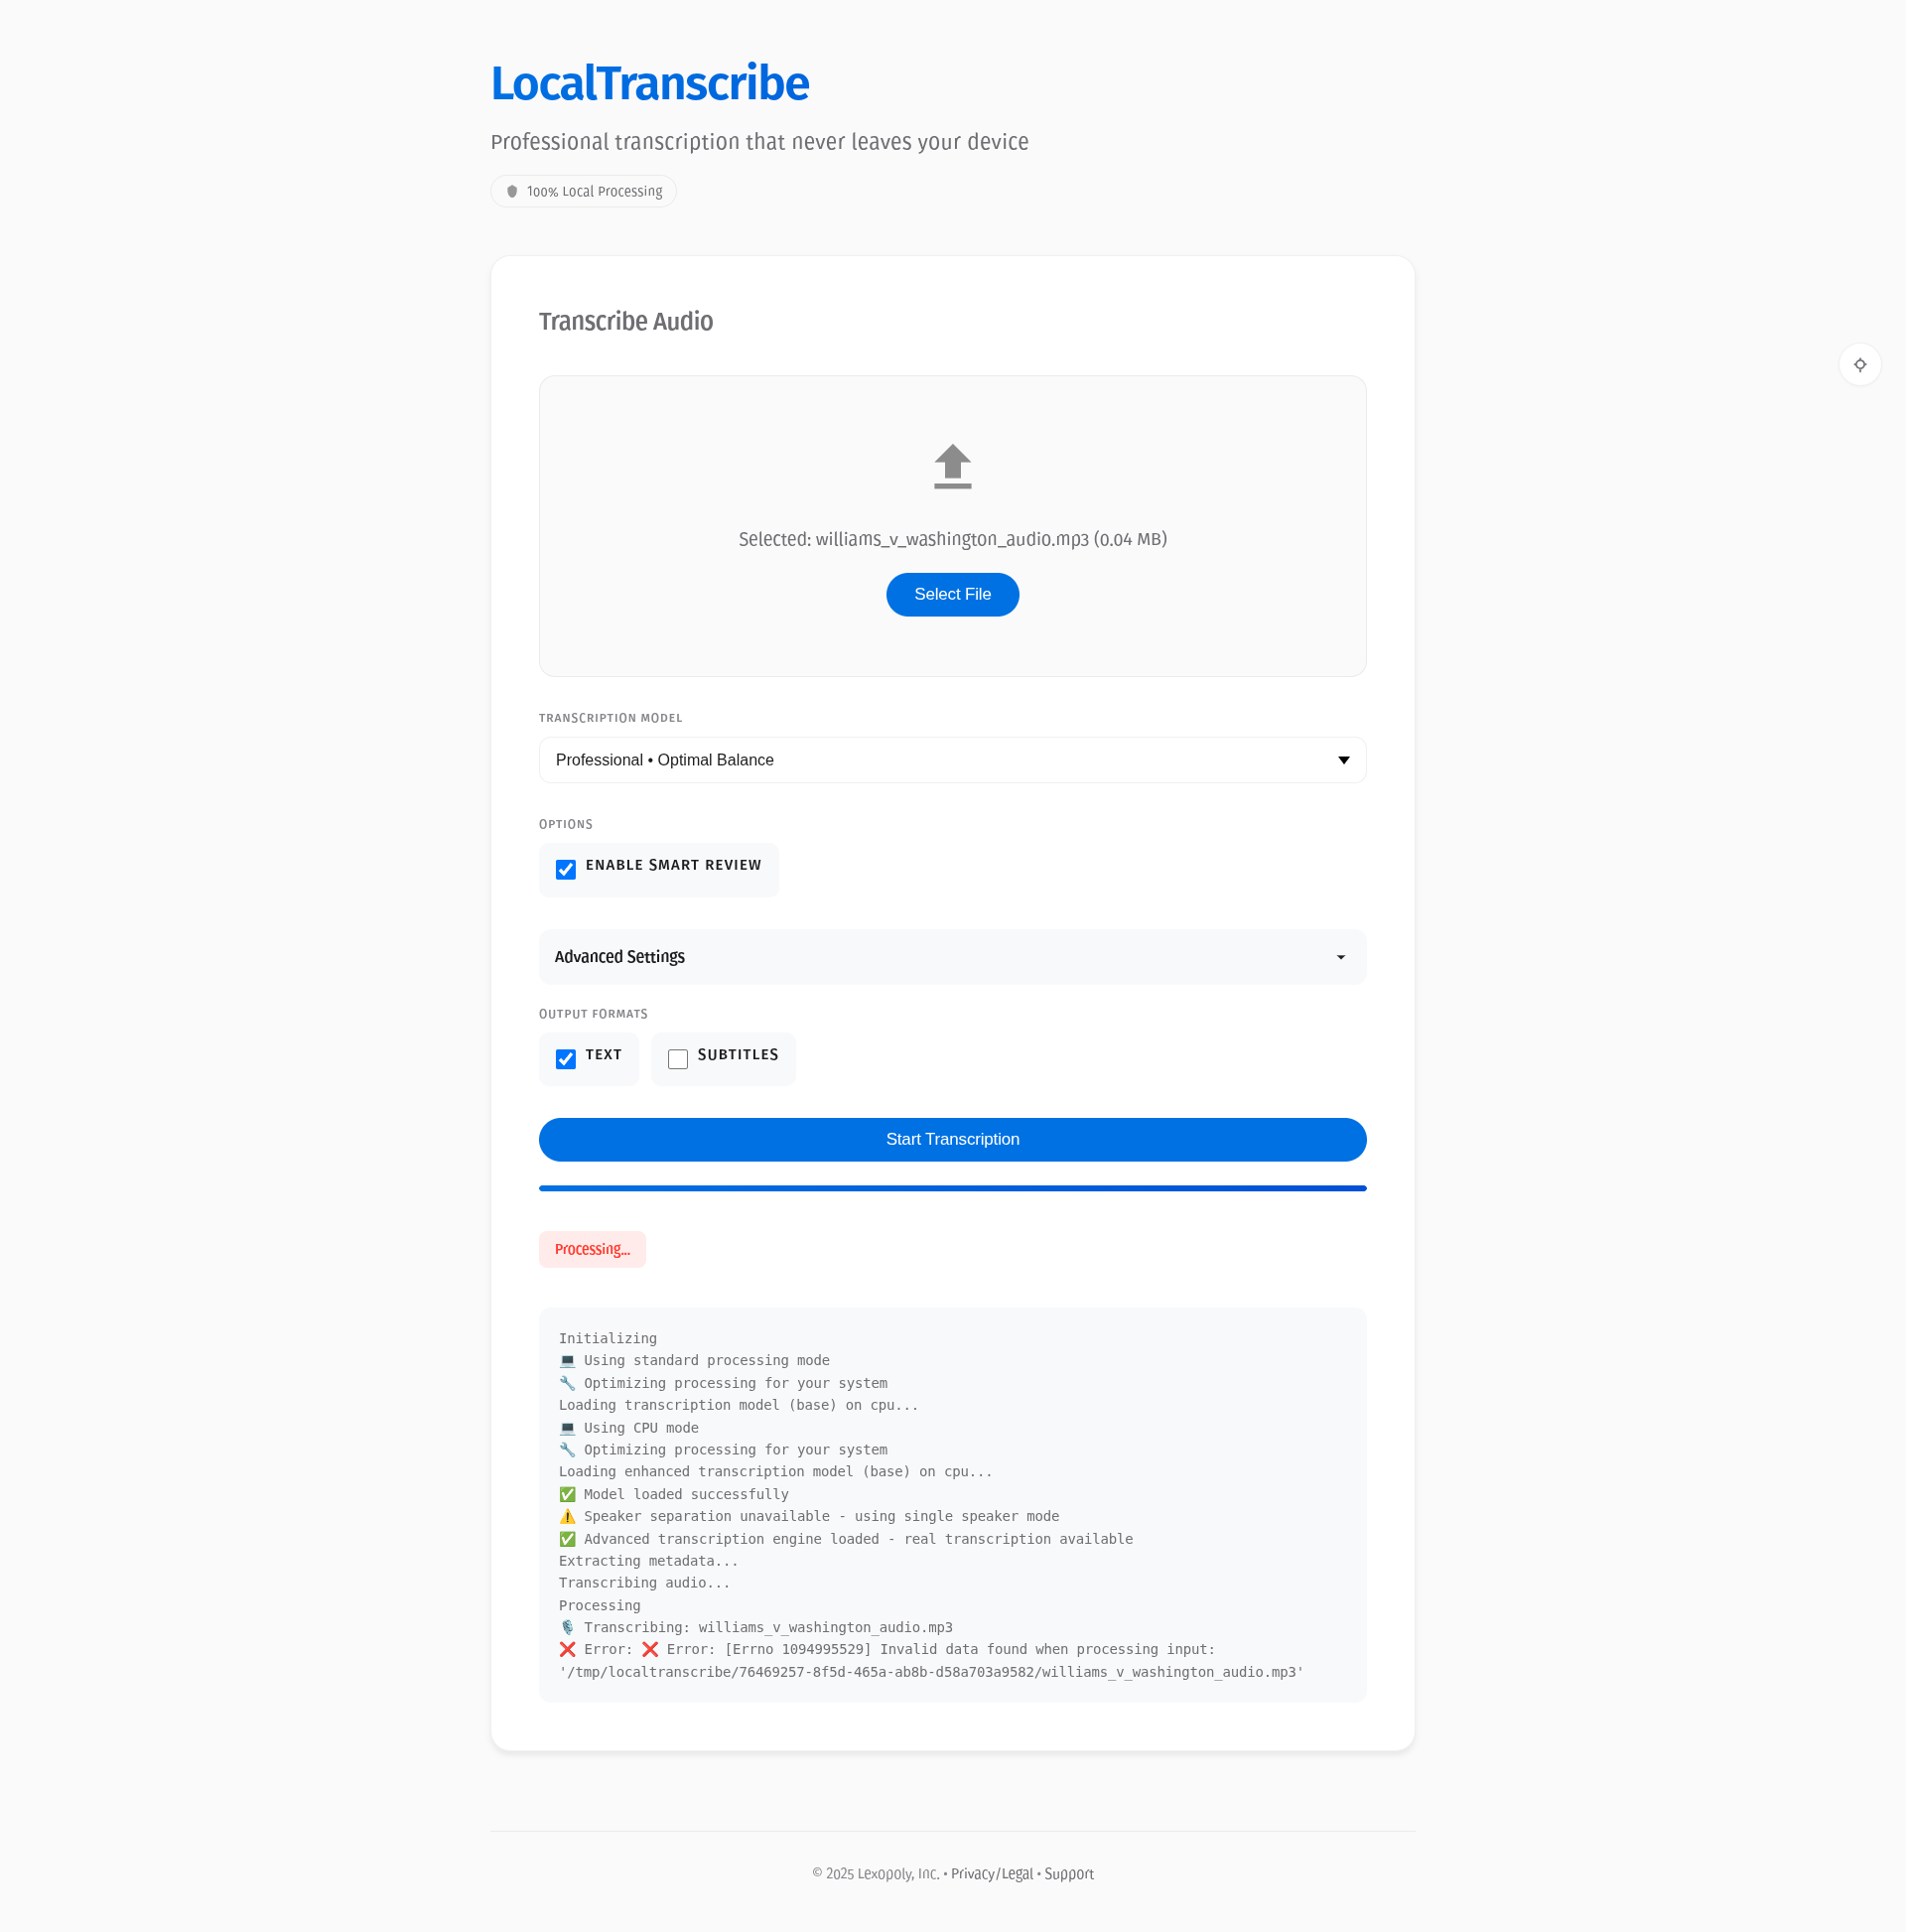 LocalTranscribe
Professional transcription that never leaves your device
100% Local Processing
Transcribe Audio
Selected: williams_v_washington_audio.mp3 (0.04 MB)
Select File
TRANSCRIPTION MODEL
Professional • Optimal Balance
OPTIONS
ENABLE SMART REVIEW
Advanced Settings
OUTPUT FORMATS
TEXT SUBTITLES
Start Transcription
Processing...
Initializing
💻 Using standard processing mode
🔧 Optimizing processing for your system
Loading transcription model (base) on cpu...
💻 Using CPU mode
🔧 Optimizing processing for your system
Loading enhanced transcription model (base) on cpu...
✅ Model loaded successfully
⚠️ Speaker separation unavailable - using single speaker mode
✅ Advanced transcription engine loaded - real transcription available
Extracting metadata...
Transcribing audio...
Processing
🎙️ Transcribing: williams_v_washington_audio.mp3
❌ Error: ❌ Error: [Errno 1094995529] Invalid data found when processing input:
'/tmp/localtranscribe/76469257-8f5d-465a-ab8b-d58a703a9582/williams_v_washington_audio.mp3'
© 2025 Lexopoly, Inc. • Privacy/Legal • Support